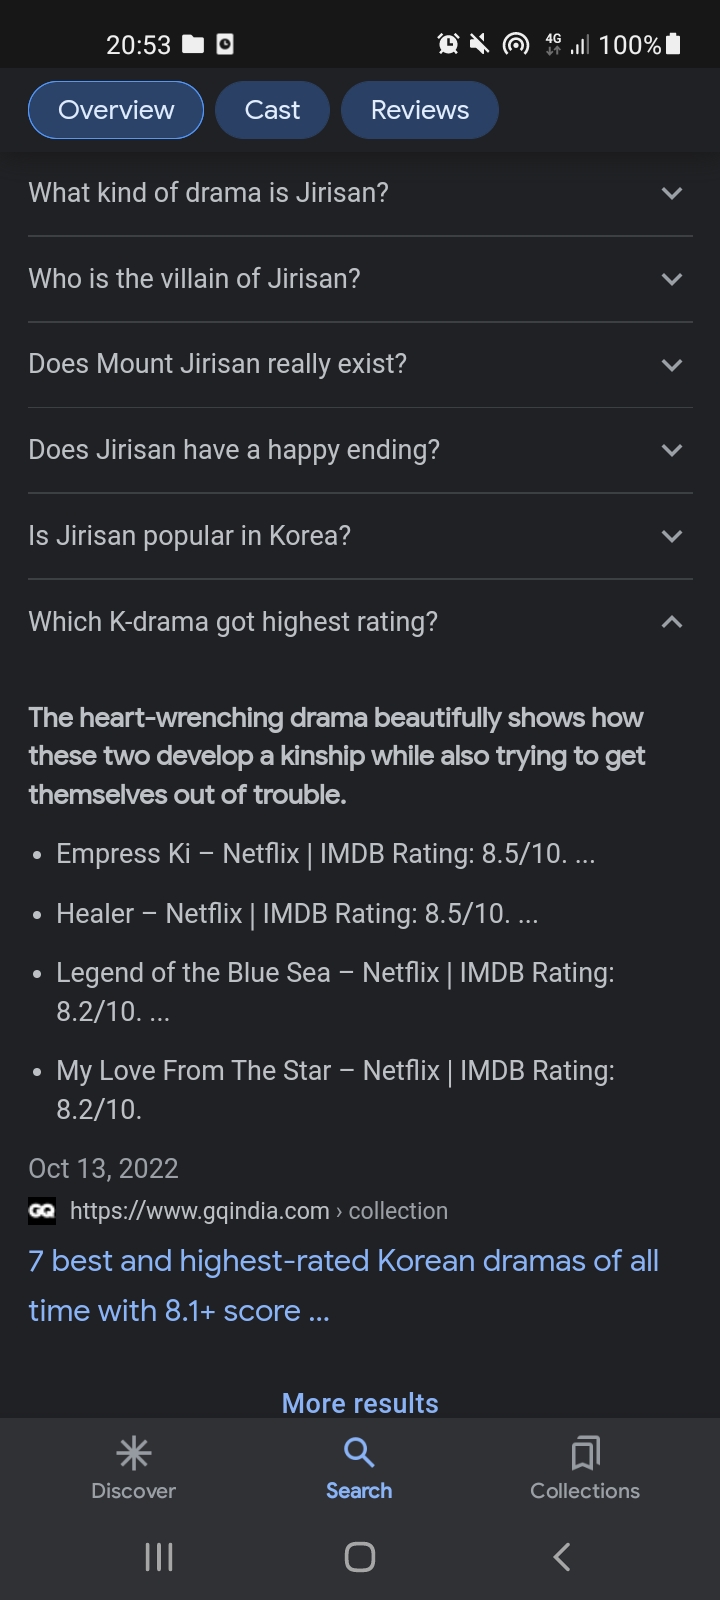 20:53 4G 100%
Overview Cast Reviews
What kind of drama is Jirisan?
Who is the villain of Jirisan?
Does Mount Jirisan really exist?
Does Jirisan have a happy ending?
Is Jirisan popular in Korea?
Which K-drama got highest rating?
The heart-wrenching drama beautifully shows how
these two develop a kinship while also trying to get
themselves out of trouble.
• Empress Ki – Netflix | IMDB Rating: 8.5/10. ...
• Healer – Netflix | IMDB Rating: 8.5/10. ...
• Legend of the Blue Sea – Netflix | IMDB Rating:
8.2/10. ...
• My Love From The Star – Netflix | IMDB Rating:
8.2/10.
Oct 13, 2022
GQ https://www.gqindia.com › collection
7 best and highest-rated Korean dramas of all
time with 8.1+ score ...
More results
Discover Search Collections